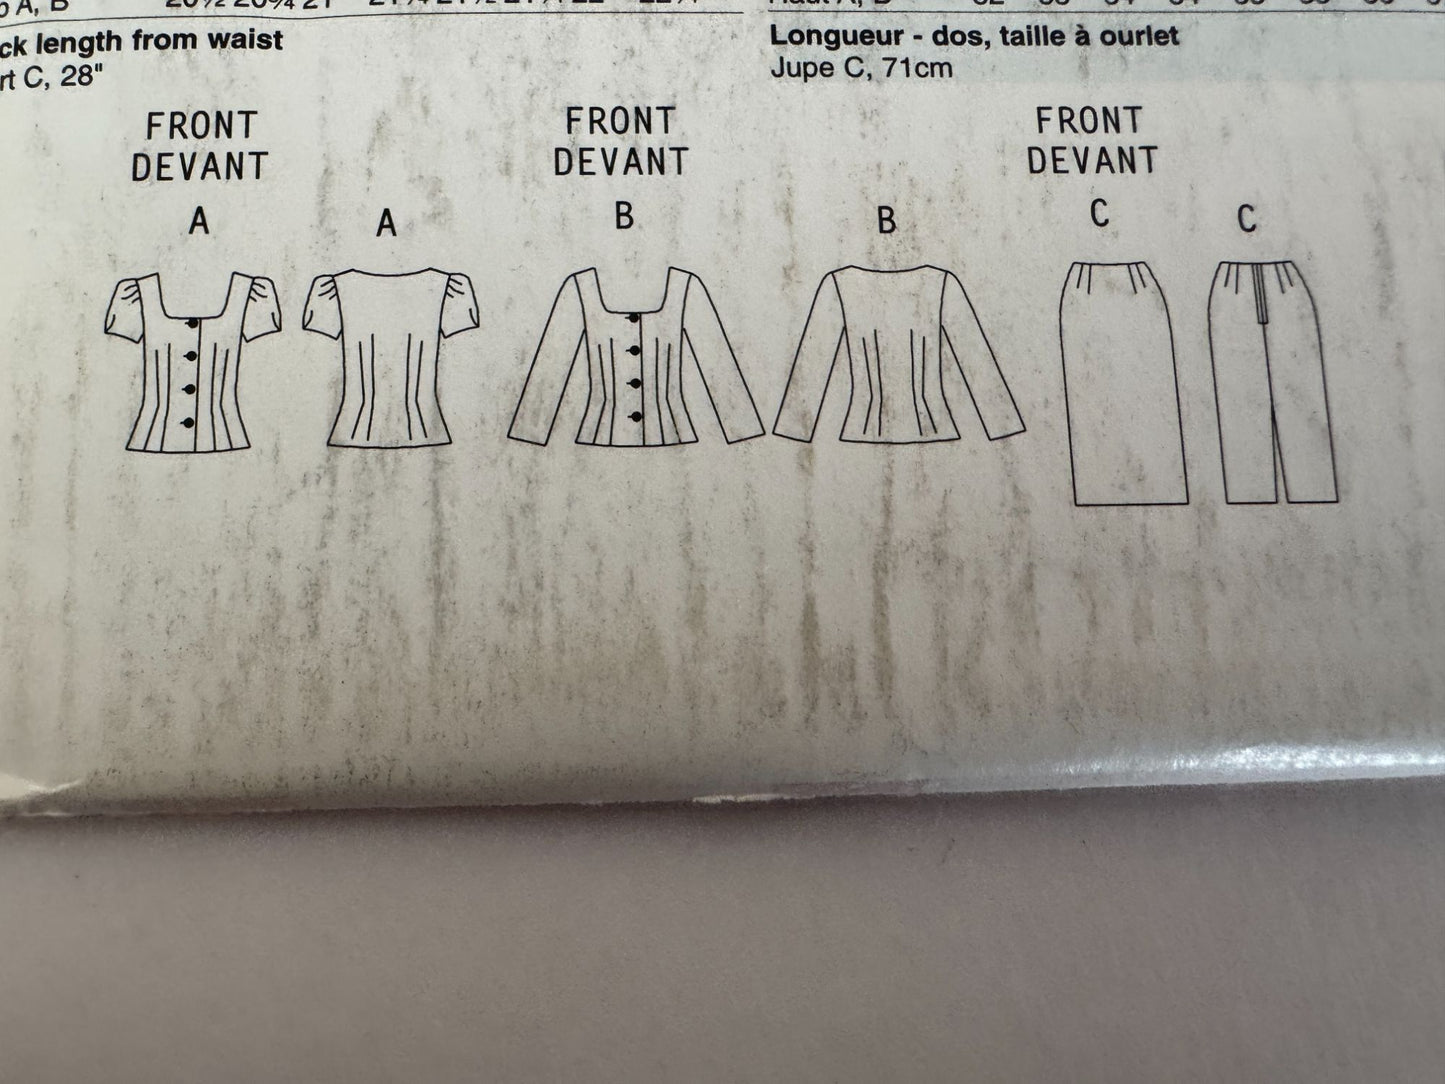 A, B
ck length from waist
rt C, 28"
Longueur - dos, taille à ourlet
Jupe C, 71cm
FRONT
DEVANT
A
A
FRONT
DEVANT
B
B
FRONT
DEVANT
C
C